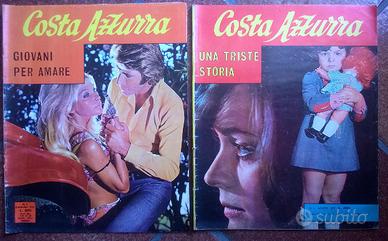 Costa Azzurra
GIOVANI
PER AMARE
Costa Azzurra
UNA TRISTE
STORIA
subito